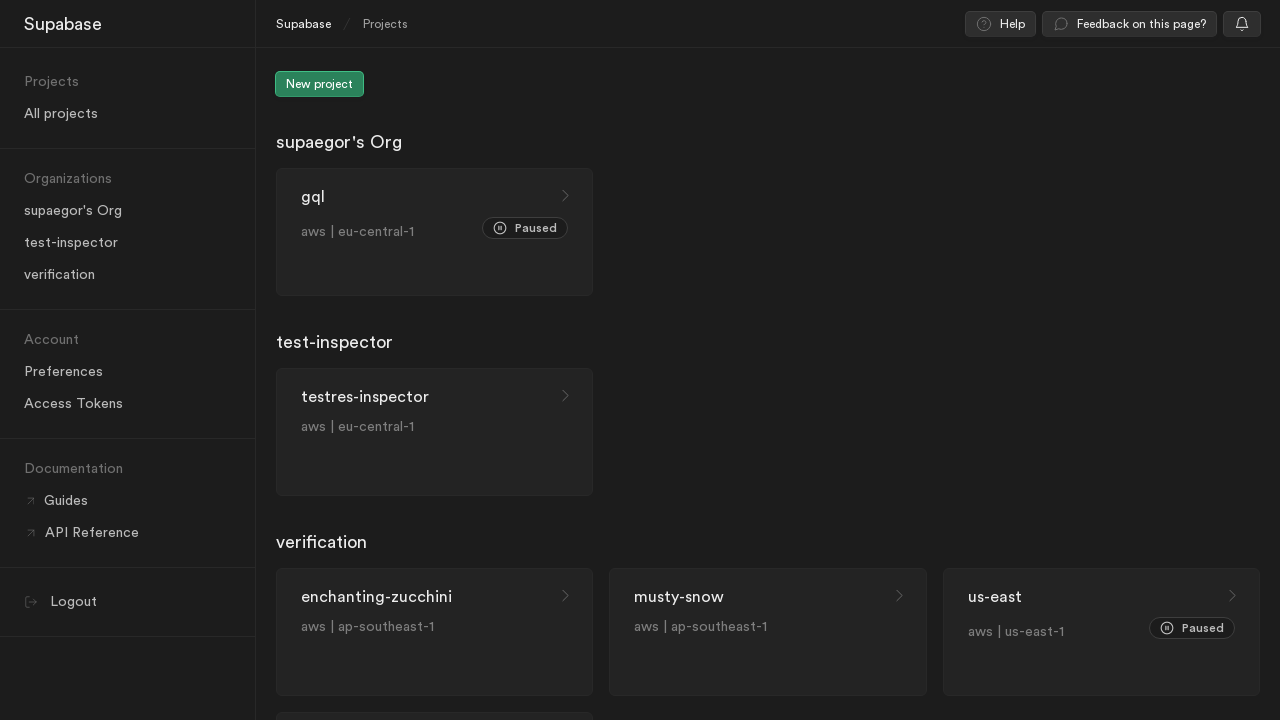 Supabase
Supabase / Projects
Help
Feedback on this page?
Projects
All projects
Organizations
supaegor's Org
test-inspector
verification
Account
Preferences
Access Tokens
Documentation
Guides
API Reference
Logout
New project
supaegor's Org
gql
aws | eu-central-1
Paused
test-inspector
testres-inspector
aws | eu-central-1
verification
enchanting-zucchini
aws | ap-southeast-1
musty-snow
aws | ap-southeast-1
us-east
aws | us-east-1
Paused